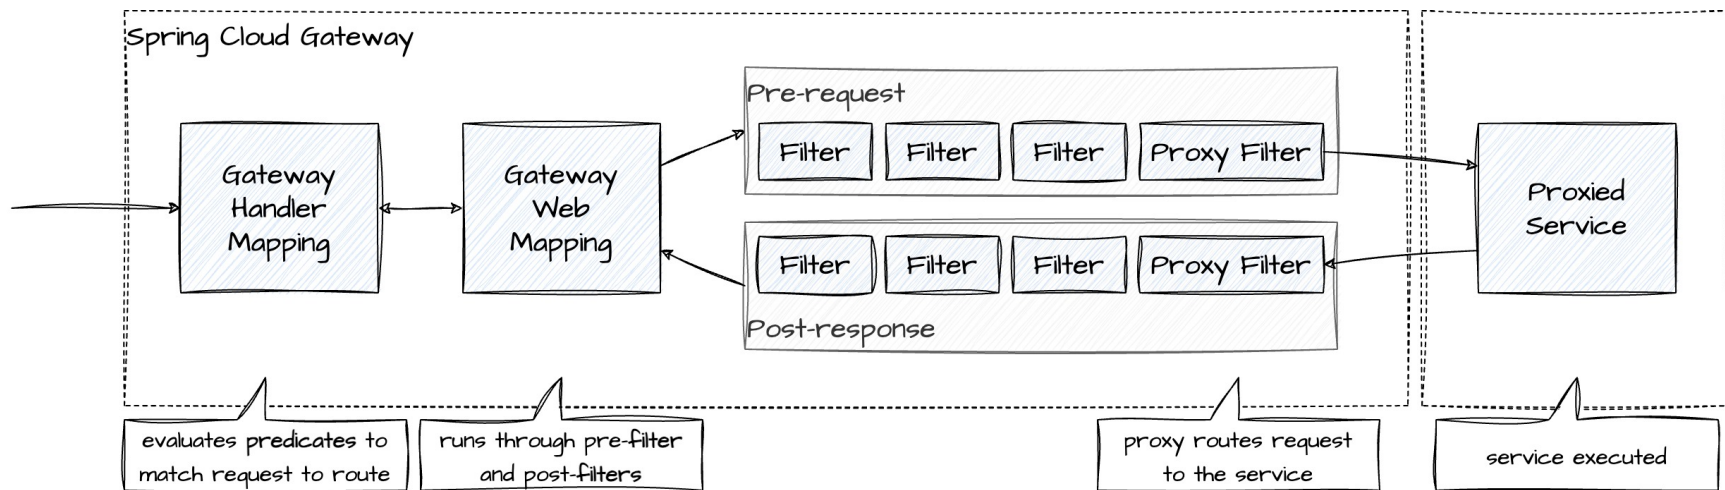 Spring Cloud Gateway
Pre-request
Filter Filter Filter Proxy Filter
Gateway
Handler
Mapping
Gateway
Web
Mapping
Proxied
Service
Filter Filter Filter Proxy Filter
Post-response
evaluates predicates to
match request to route
runs through pre-filter
and post-filters
proxy routes request
to the service
service executed